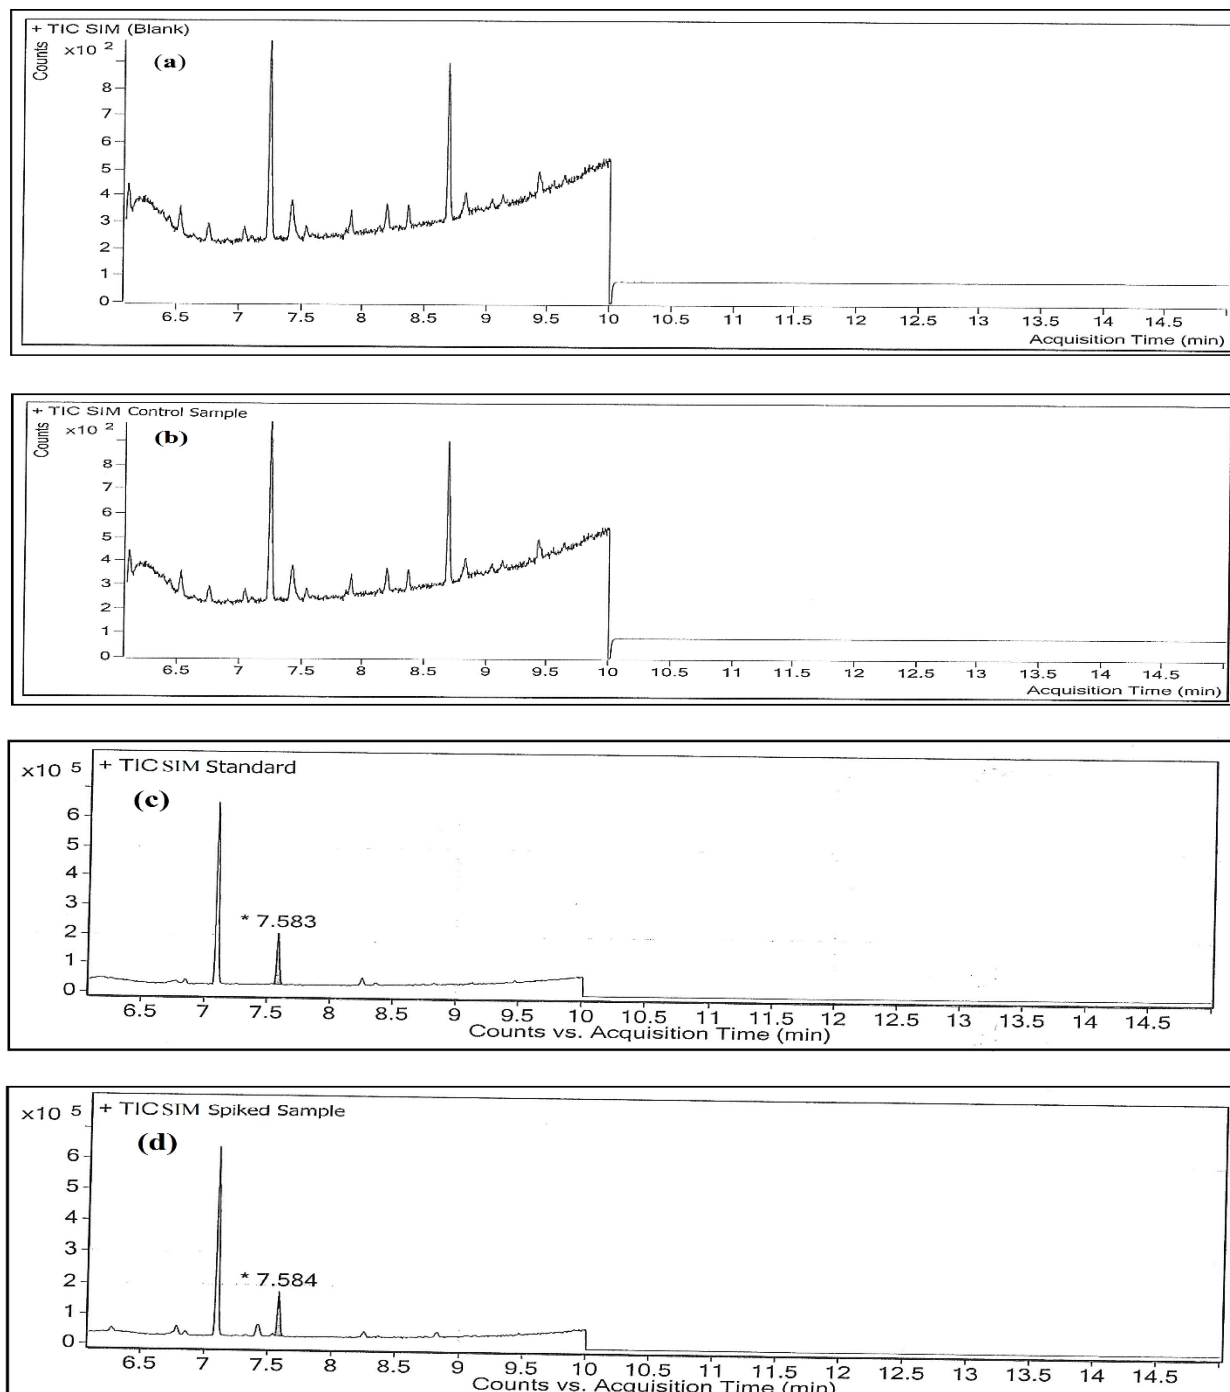 + TIC SIM (Blank)
Counts
x10 2
(a)
8
7
6
5
4
3
2
1
0
6.5 7 7.5 8 8.5 9 9.5 10 10.5 11 11.5 12 12.5 13 13.5 14 14.5
Acquisition Time (min)
+ TIC SIM Control Sample
Counts
x10 2
(b)
8
7
6
5
4
3
2
1
0
6.5 7 7.5 8 8.5 9 9.5 10 10.5 11 11.5 12 12.5 13 13.5 14 14.5
Acquisition Time (min)
x10 5
+ TIC SIM Standard
(c)
6
5
4
3
* 7.583
2
1
0
6.5 7 7.5 8 8.5 9 9.5 10 10.5 11 11.5 12 12.5 13 13.5 14 14.5
Counts vs. Acquisition Time (min)
x10 5
+ TIC SIM Spiked Sample
(d)
6
5
4
3
* 7.584
2
1
0
6.5 7 7.5 8 8.5 9 9.5 10 10.5 11 11.5 12 12.5 13 13.5 14 14.5
Counts vs. Acquisition Time (min)